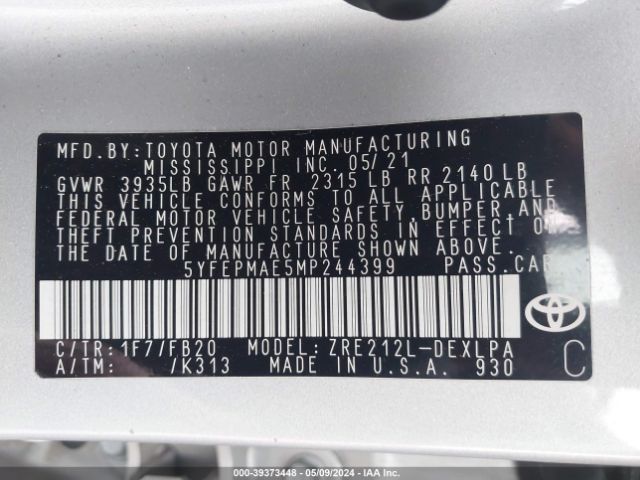 MFD.BY:TOYOTA MOTOR MANUFACTURING
MISSISSIPPI INC. 05/21
GVWR 3935LB GAWR FR 2315 LB RR 2140 LB
THIS VEHICLE CONFORMS TO ALL APPLICABLE
FEDERAL MOTOR VEHICLE SAFETY,BUMPER,AND
THEFT PREVENTION STANDARDS IN EFFECT ON
THE DATE OF MANUFACTURE SHOWN ABOVE.
5YFEPMAE5MP244399 PASS.CAR
C/TR:1F7/FB20 MODEL:ZRE212L-DEXLPA
A/TM: /K313 MADE IN U.S.A. 930
TOYOTA
C
000-39373448 - 05/09/2024 - IAAI.COM